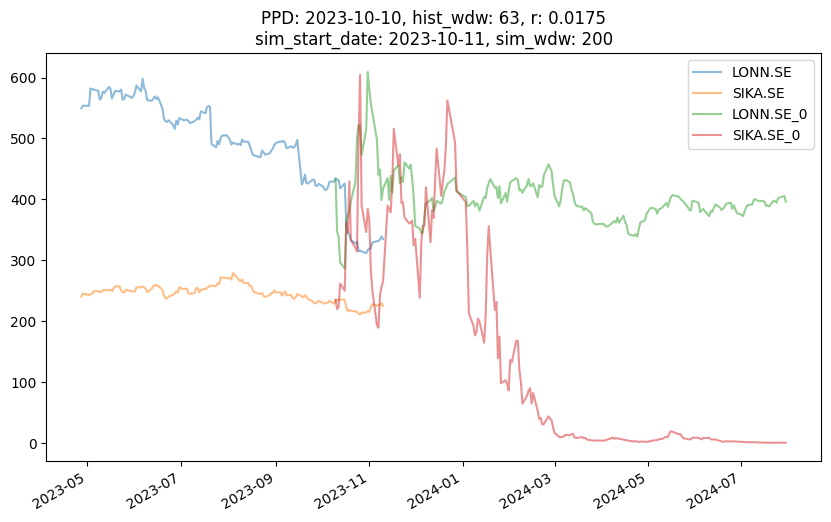 PPD: 2023-10-10, hist_wdw: 63, r: 0.0175
sim_start_date: 2023-10-11, sim_wdw: 200
600
500
400
300
200
100
0
LONN.SE
SIKA.SE
LONN.SE_0
SIKA.SE_0
2023-05
2023-07
2023-09
2023-11
2024-01
2024-03
2024-05
2024-07